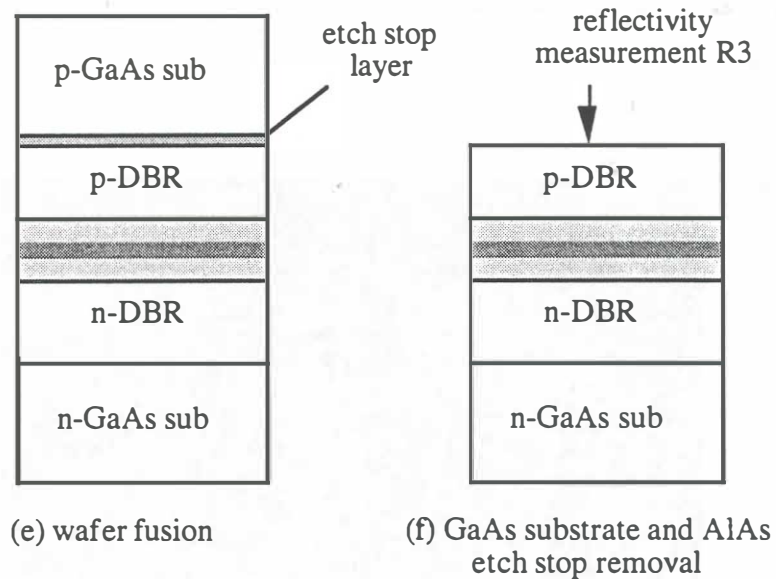 p-GaAs sub
etch stop
layer
p-DBR
n-DBR
n-GaAs sub
(e) wafer fusion
reflectivity
measurement R3
p-DBR
n-DBR
n-GaAs sub
(f) GaAs substrate and AlAs
etch stop removal